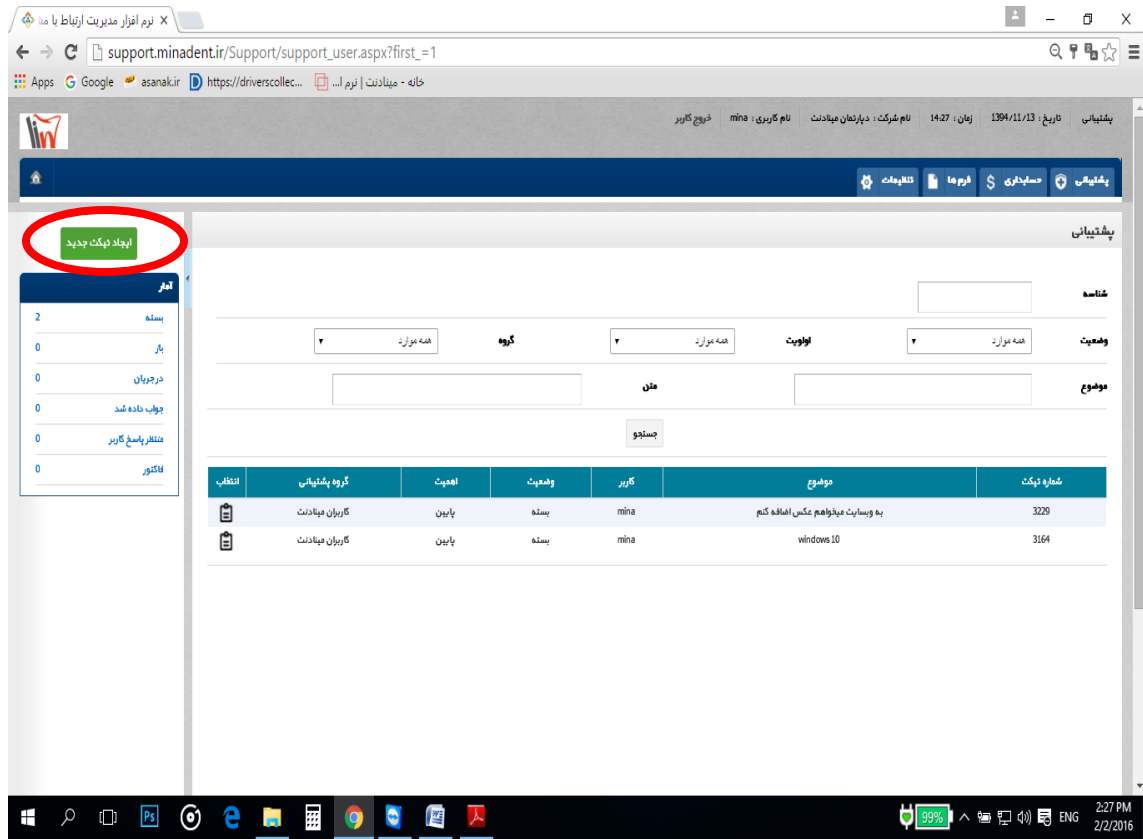 نرم افزار مدیریت ارتباط با مش
support.minadent.ir/Support/support_user.aspx?first_=1
Apps Google asanak.ir https://driverscollec... خانه - مینادنت | نرم ا...
پشتیبانی تاریخ : 1394/11/13 زمان : 14:27 نام شرکت : دپارتمان مینادنت نام کاربری : mina خروج کاربر
پشتیبانی حسابداری فرم ها تنظیمات
پشتیبانی
ایجاد تیکت جدید
آمار
بسته 2
باز 0
درجریان 0
جواب داده شد 0
منتظر پاسخ کاربر 0
فاکتور 0
شناسه
وضعیت همه موارد اولویت همه موارد گروه همه موارد
موضوع متن
جستجو
شماره تیکت موضوع کاربر وضعیت اهمیت گروه پشتیبانی انتخاب
3229 به وبسایت میخواهم عکس اضافه کنم mina بسته پایین کاربران مینادنت
3164 windows 10 mina بسته پایین کاربران مینادنت
99% ENG 2:27 PM
2/2/2016